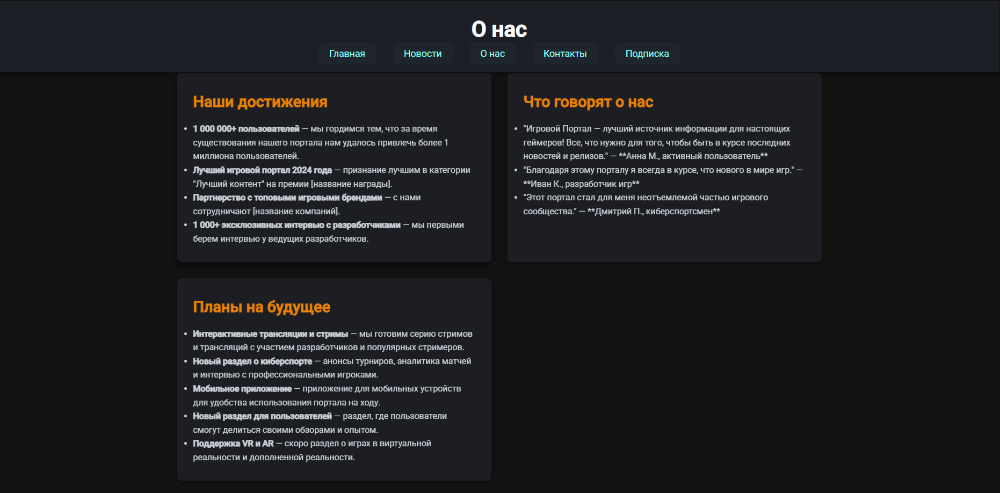 О нас
Главная
Новости
О нас
Контакты
Подписка
Наши достижения
• 1 000 000+ пользователей — мы гордимся тем, что за время
существования нашего портала нам удалось привлечь более 1
миллиона пользователей.
• Лучший игровой портал 2024 года — признание лучшим в категории
"Лучший контент" на премии [название награды].
• Партнерство с топовыми игровыми брендами — с нами
сотрудничают [название компаний].
• 1 000+ эксклюзивных интервью с разработчиками — мы первыми
берем интервью у ведущих разработчиков.
Что говорят о нас
• "Игровой Портал — лучший источник информации для настоящих
геймеров! Все, что нужно для того, чтобы быть в курсе последних
новостей и релизов." — **Анна М., активный пользователь**
• "Благодаря этому порталу я всегда в курсе, что нового в мире игр." —
**Иван К., разработчик игр**
• "Этот портал стал для меня неотъемлемой частью игрового
сообщества." — **Дмитрий П., киберспортсмен**
Планы на будущее
• Интерактивные трансляции и стримы — мы готовим серию стримов
и трансляций с участием разработчиков и популярных стримеров.
• Новый раздел о киберспорте — анонсы турниров, аналитика матчей
и интервью с профессиональными игроками.
• Мобильное приложение — приложение для мобильных устройств
для удобства использования портала на ходу.
• Новый раздел для пользователей — раздел, где пользователи
смогут делиться своими обзорами и опытом.
• Поддержка VR и AR — скоро раздел о играх в виртуальной
реальности и дополненной реальности.